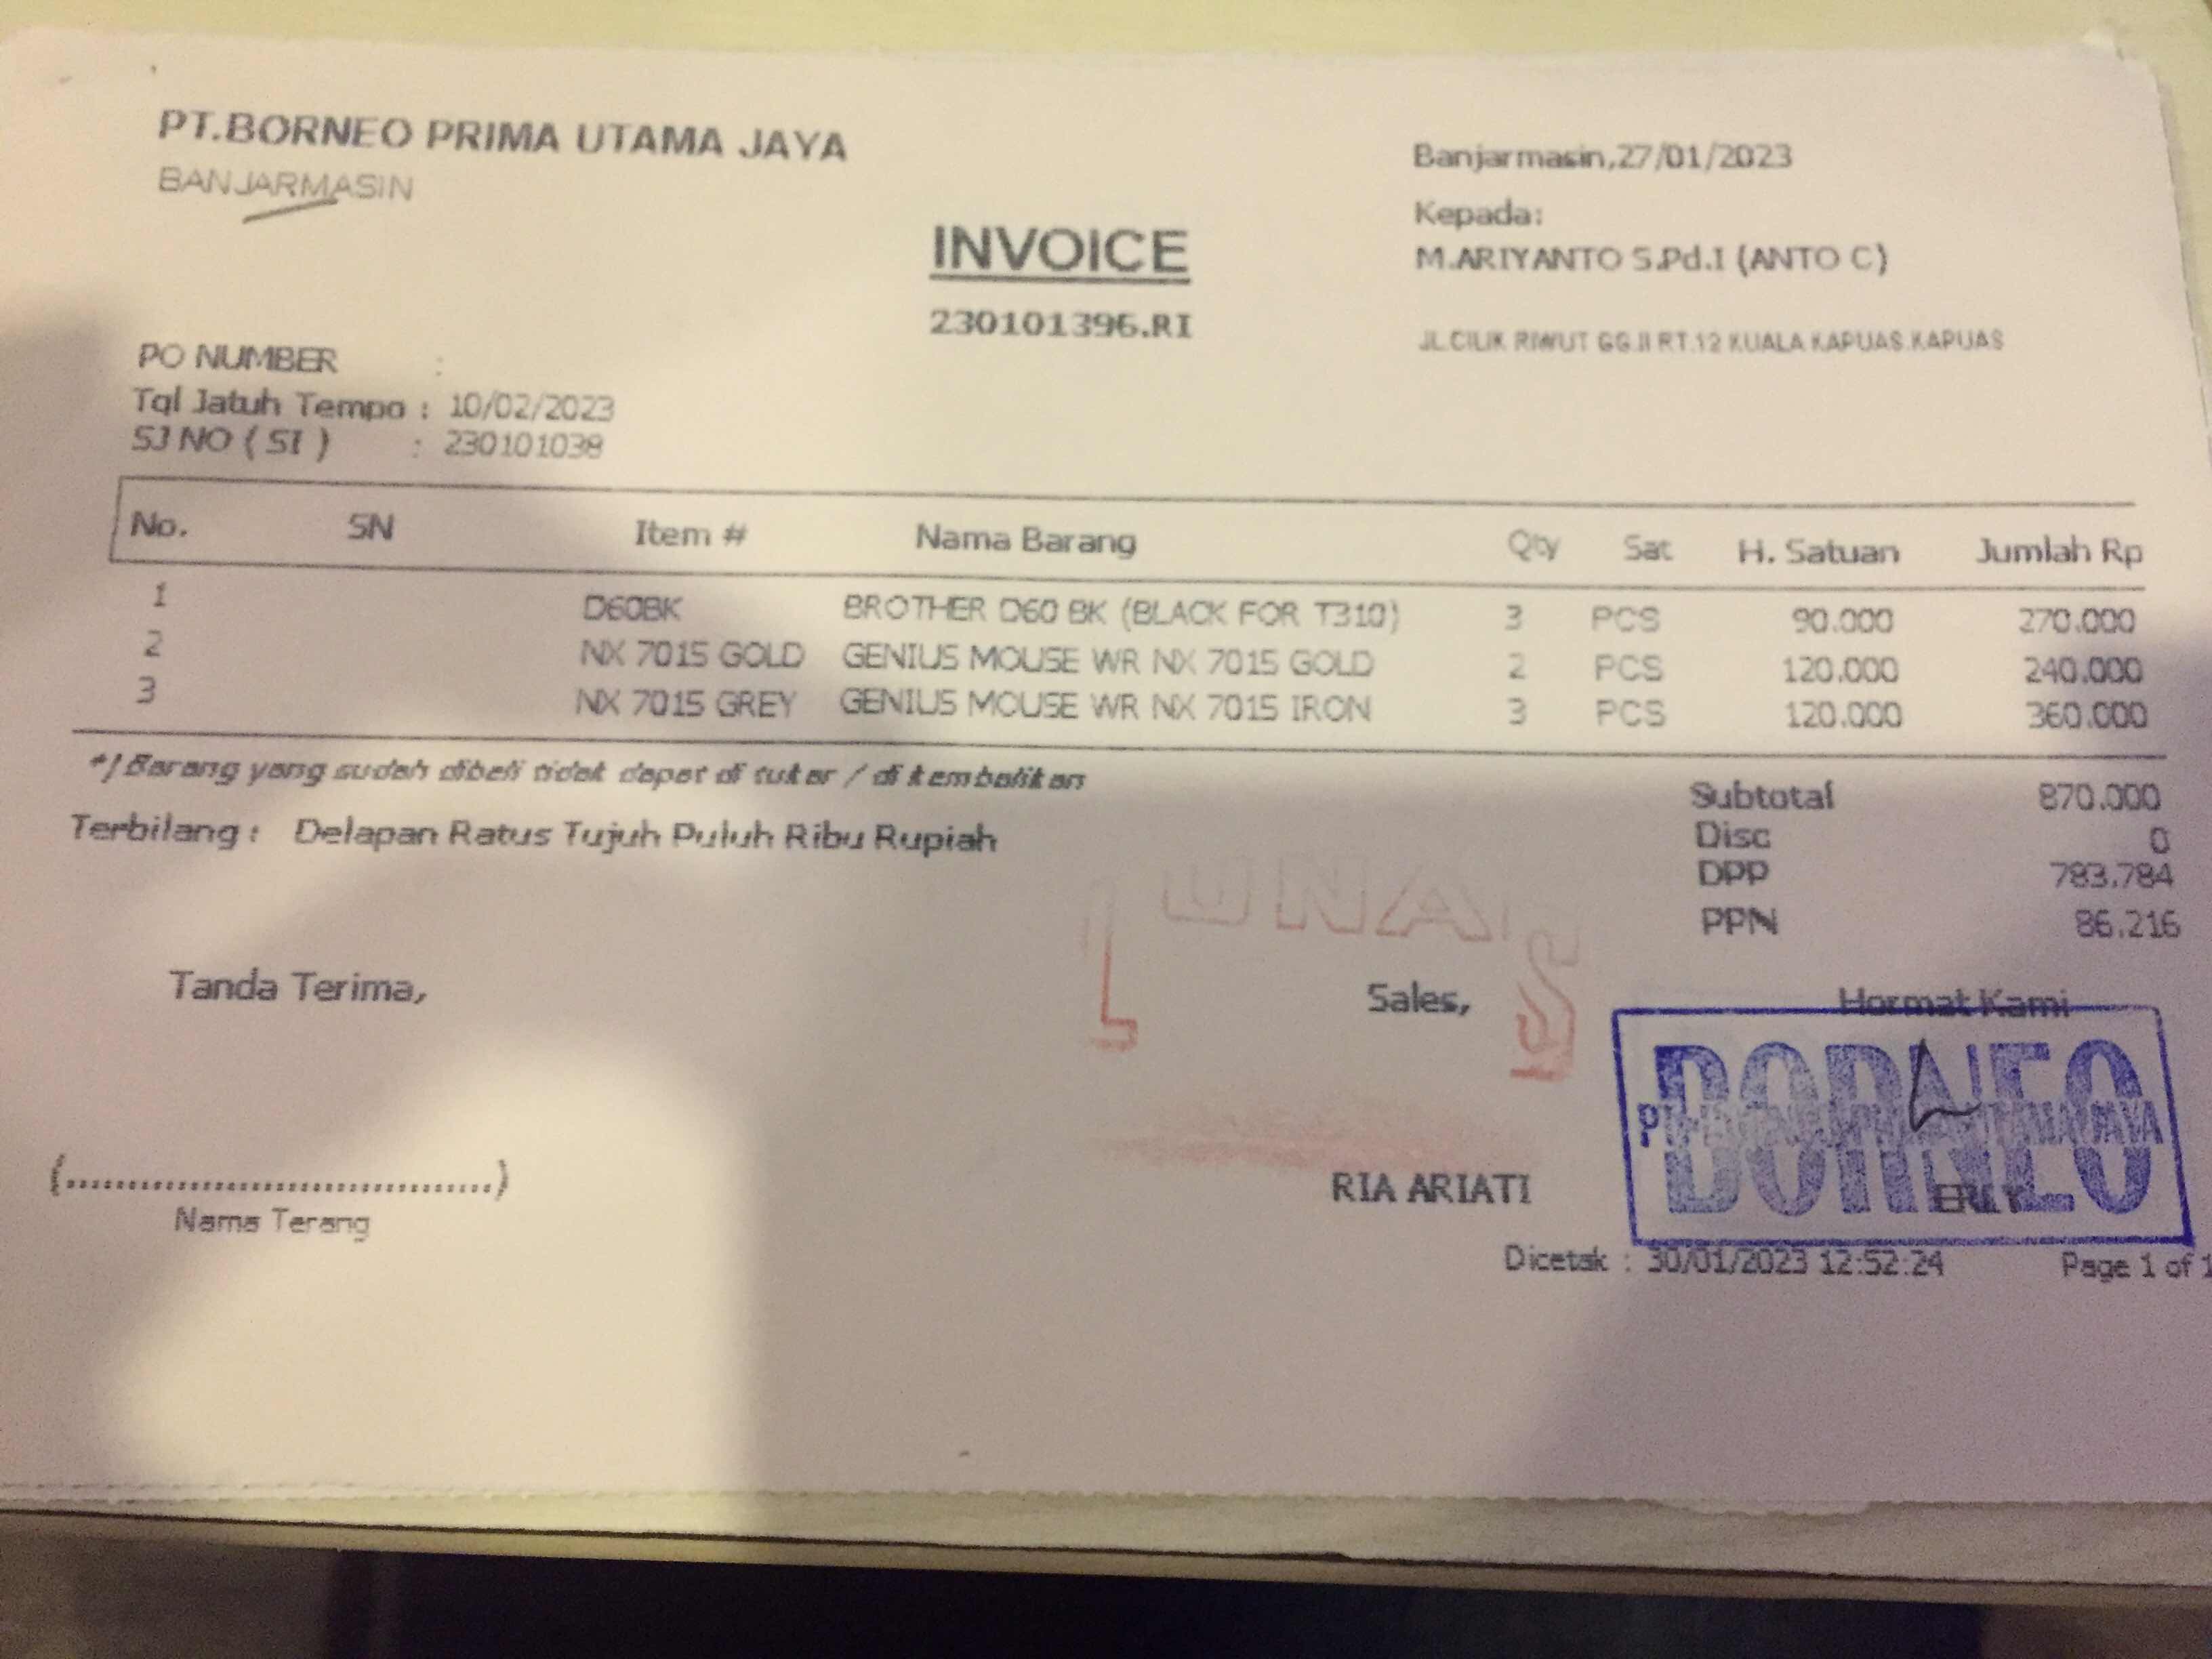 PT.BORNEO PRIMA UTAMA JAYA
BANJARMASIN
Banjarmasin,27/01/2023
Kepada:
M.ARIYANTO S.Pd.I (ANTO C)
JL.CILIK RIWUT GG.II RT.12 KUALA KAPUAS.KAPUAS
INVOICE
230101396.RI
PO NUMBER :
Tgl Jatuh Tempo : 10/02/2023
SJ NO ( SI ) : 230101038
No. SN Item # Nama Barang Qty Sat H. Satuan Jumlah Rp
1 D60BK BROTHER D60 BK (BLACK FOR T310) 3 PCS 90.000 270.000
2 NX 7015 GOLD GENIUS MOUSE WR NX 7015 GOLD 2 PCS 120.000 240.000
3 NX 7015 GREY GENIUS MOUSE WR NX 7015 IRON 3 PCS 120.000 360.000
*) Barang yang sudah dibeli tidak dapat di tukar / di kembalikan
Terbilang : Delapan Ratus Tujuh Puluh Ribu Rupiah
Subtotal 870.000
Disc 0
DPP 783.784
PPN 86.216
LUNAS
Tanda Terima,
Sales,
Hormat Kami
BORNEO
(....................................)
Nama Terang
RIA ARIATI
Dicetak : 30/01/2023 12:52:24 Page 1 of 1